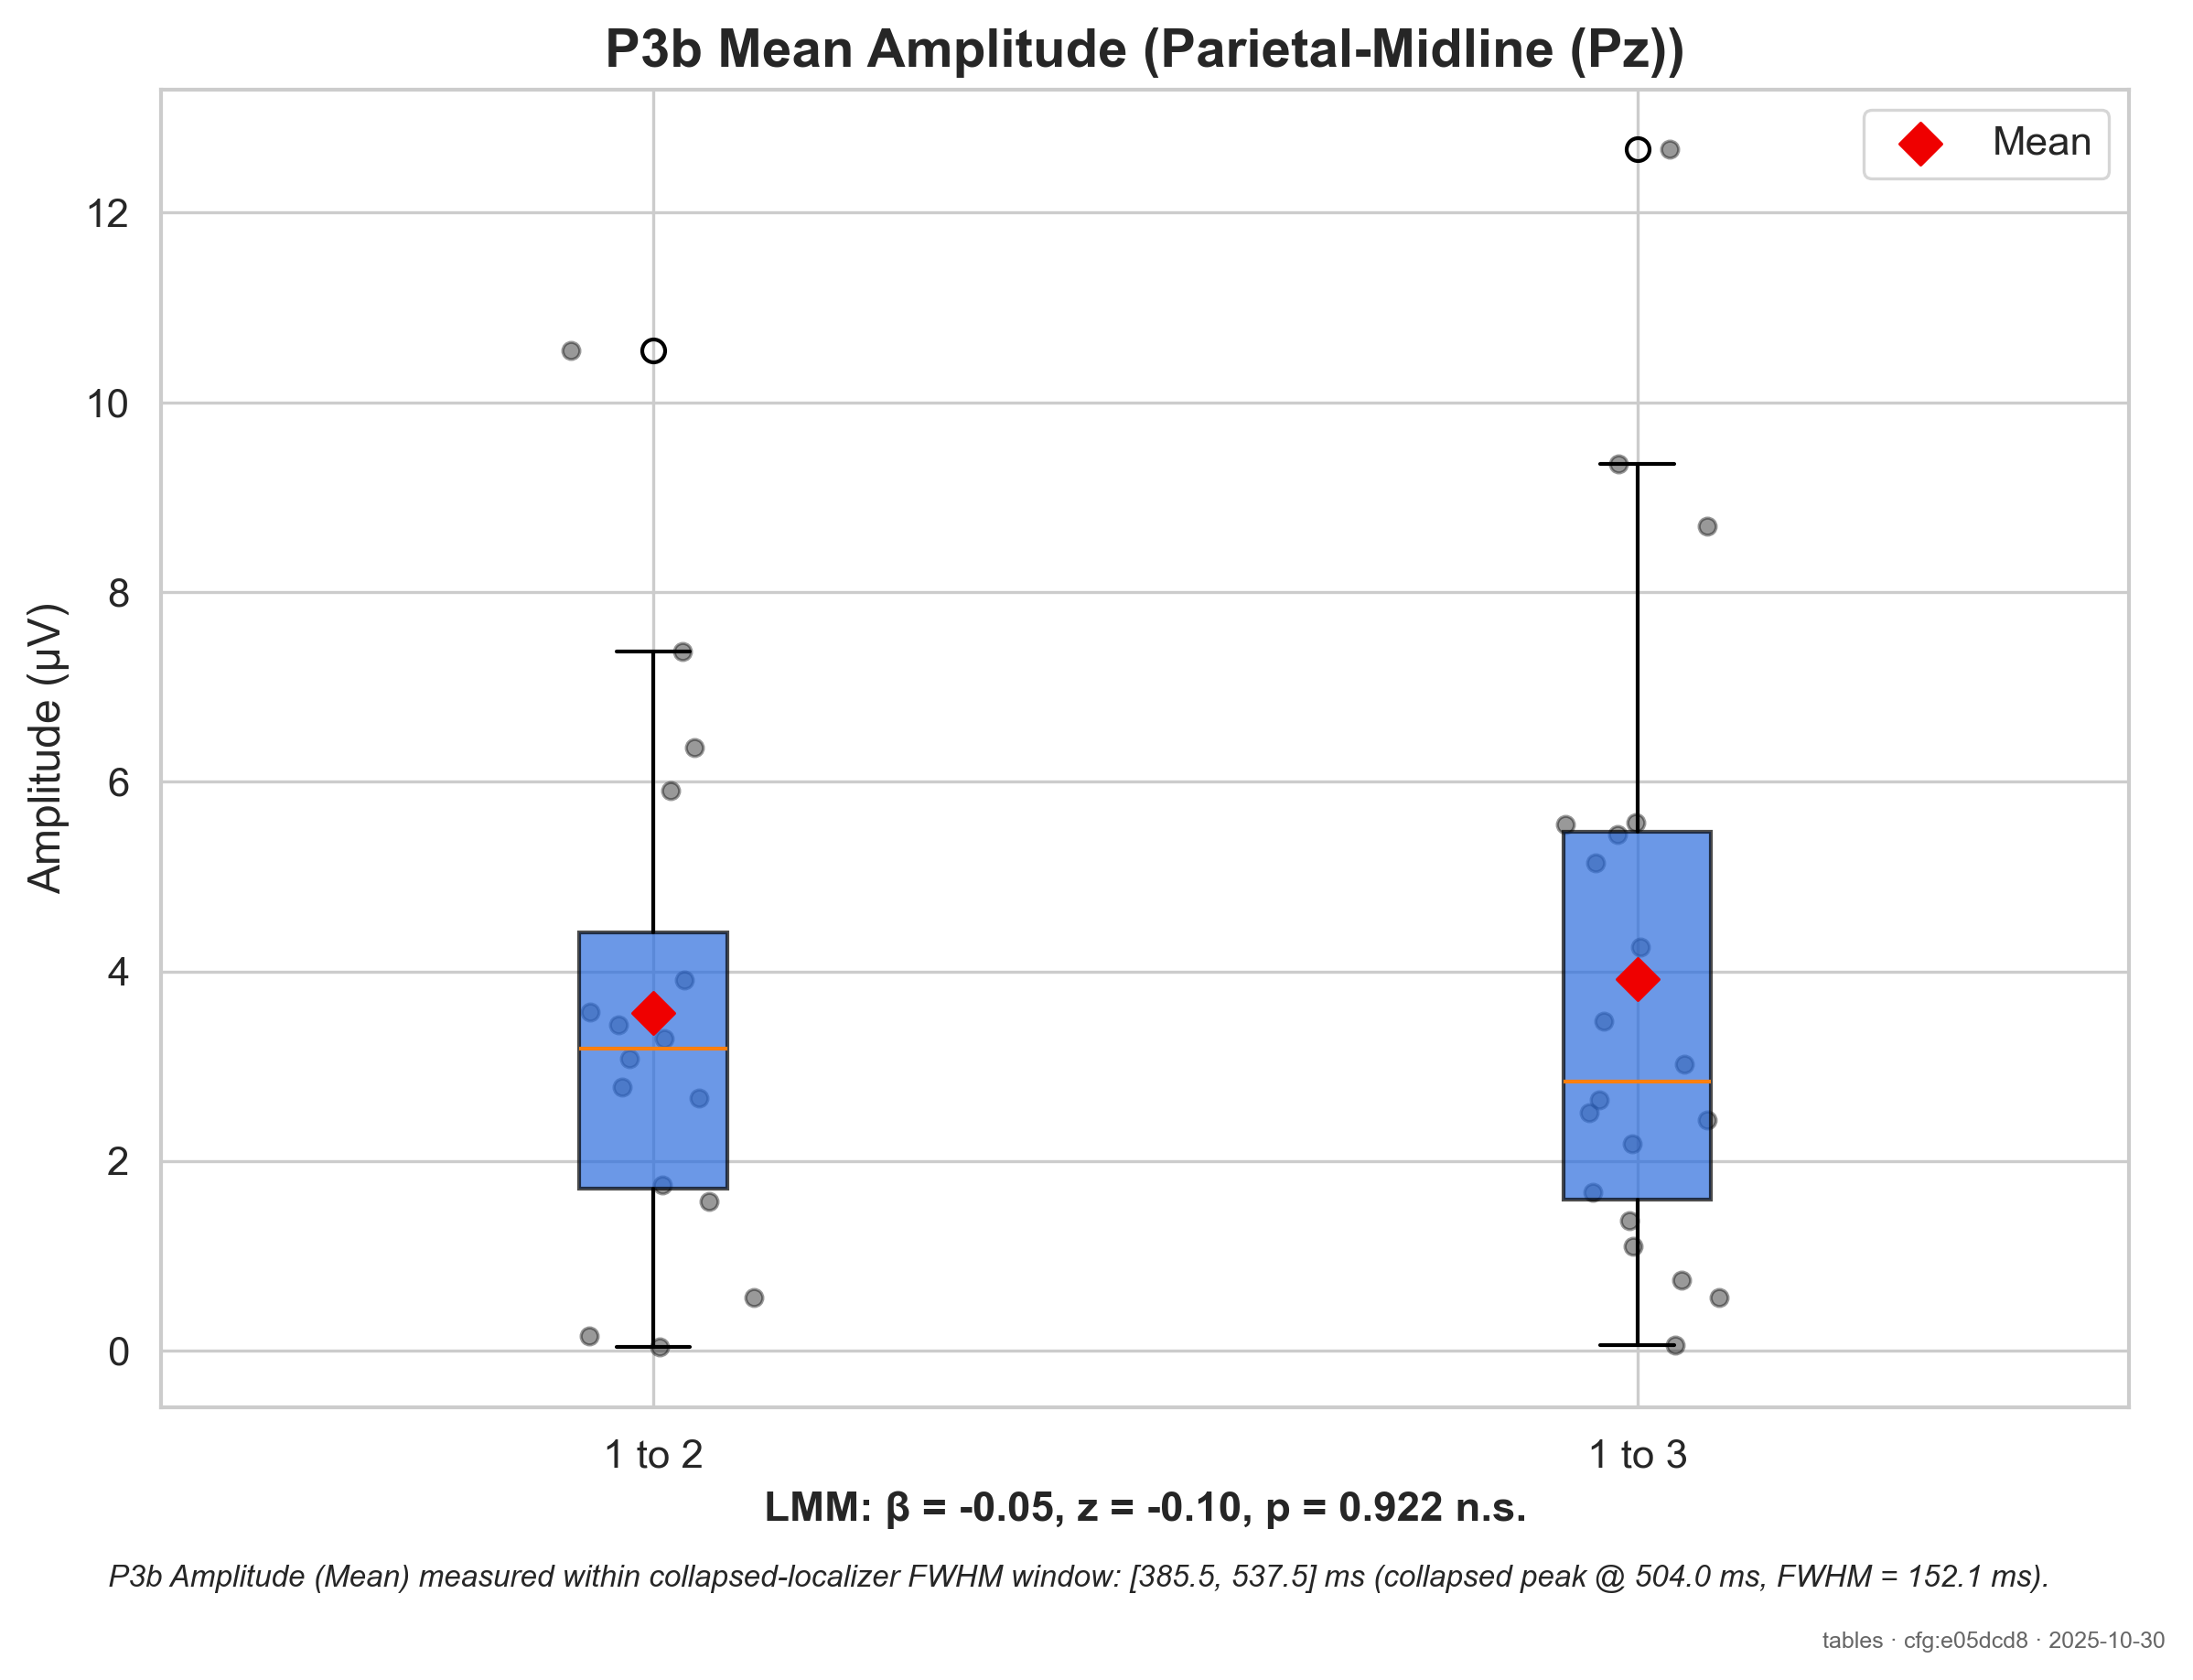 P3b Mean Amplitude (Parietal-Midline (Pz))
Mean
12
10
8
6
4
2
0
Amplitude (µV)
1 to 2
1 to 3
LMM: β = -0.05, z = -0.10, p = 0.922 n.s.
P3b Amplitude (Mean) measured within collapsed-localizer FWHM window: [385.5, 537.5] ms (collapsed peak @ 504.0 ms, FWHM = 152.1 ms).
tables · cfg:e05dcd8 · 2025-10-30